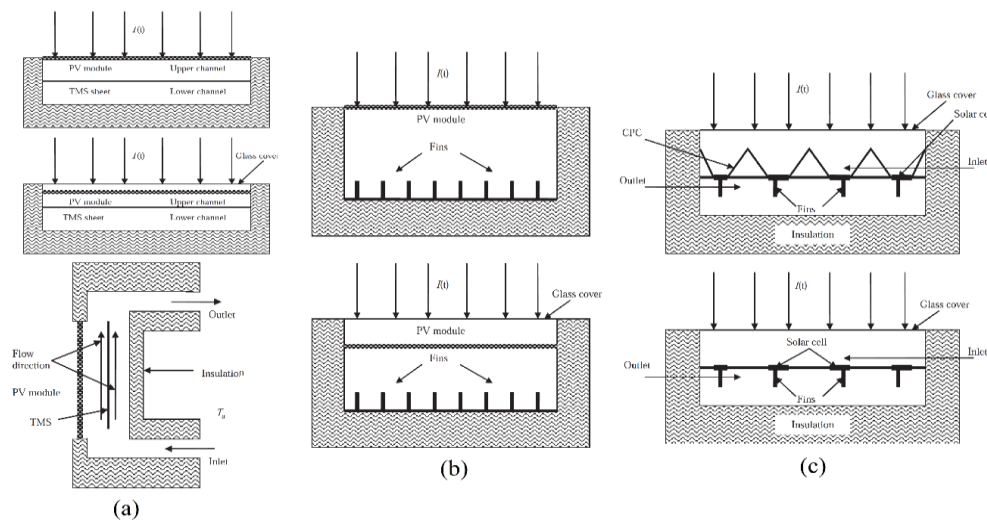 I(t)
PV module Upper channel
TMS sheet Lower channel
I(t)
Glass cover
PV module Upper channel
TMS sheet Lower channel
Outlet
Flow
direction
Insulation
PV module
TMS
Ta
Inlet
(a)
I(t)
PV module
Fins
I(t)
Glass cover
PV module
Fins
(b)
I(t)
Glass cover
Solar ce
CPC
Inlet
Outlet
Fins
Insulation
I(t)
Glass cover
Solar cell
Inlet
Outlet
Fins
Insulation
(c)